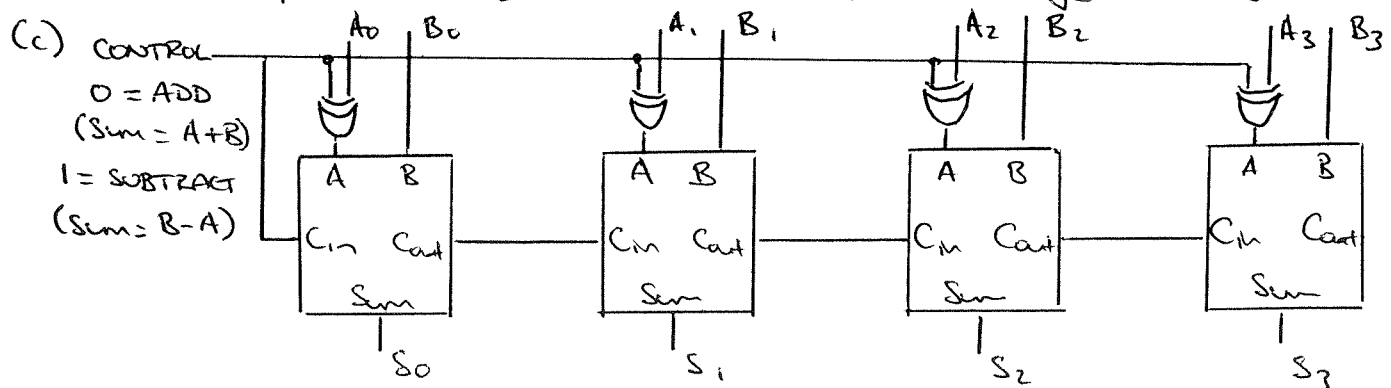 (c) CONTROL
0 = ADD
(Sum = A+B)
1 = SUBTRACT
(Sum = B-A)
A0 B0 A1 B1 A2 B2 A3 B3
A B A B A B A B
Cin Cout Cin Cout Cin Cout Cin Cout
Sum Sum Sum Sum
S0 S1 S2 S3